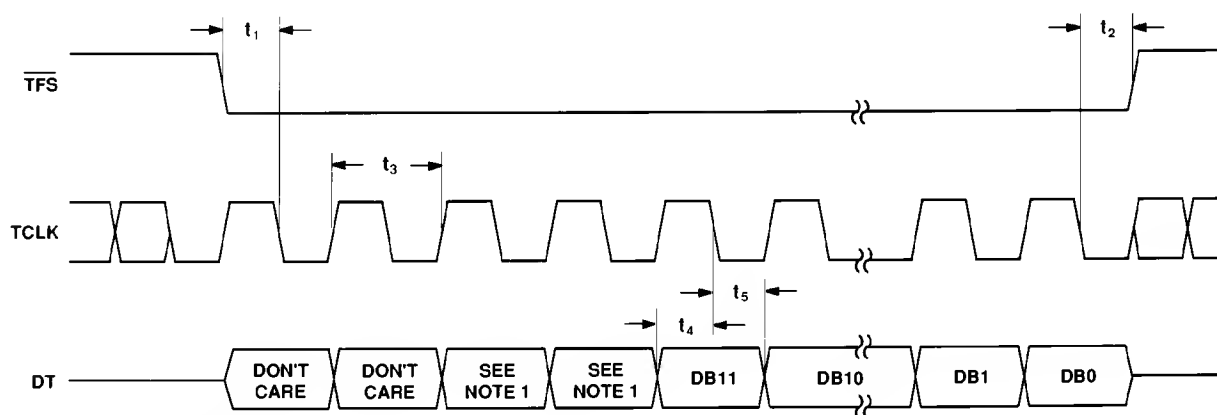 t1
t2
TFS
t3
TCLK
t5
t4
DT
DON'T
CARE
DON'T
CARE
SEE
NOTE 1
SEE
NOTE 1
DB11
DB10
DB1
DB0